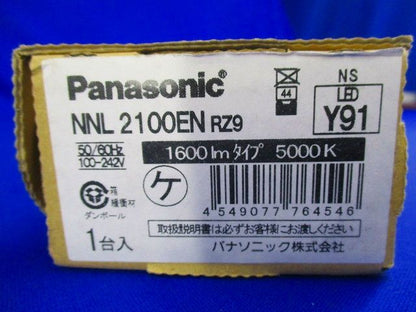 Panasonic®
NNL 2100EN RZ9
50/60Hz
100-242V
1600 lm タイプ 5000K
44
NS
LED
Y91
ケ
箱
ダンボール
1台入
4 549077 764546
取扱説明書は必ずお客様にお渡しください
パナソニック株式会社